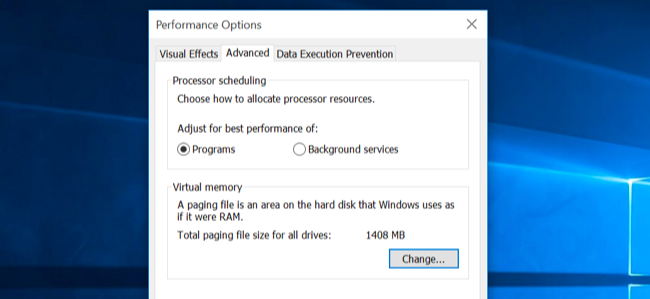 Performance Options
Visual Effects Advanced Data Execution Prevention
Processor scheduling
Choose how to allocate processor resources.
Adjust for best performance of:
Programs Background services
Virtual memory
A paging file is an area on the hard disk that Windows uses as
if it were RAM.
Total paging file size for all drives: 1408 MB
Change...